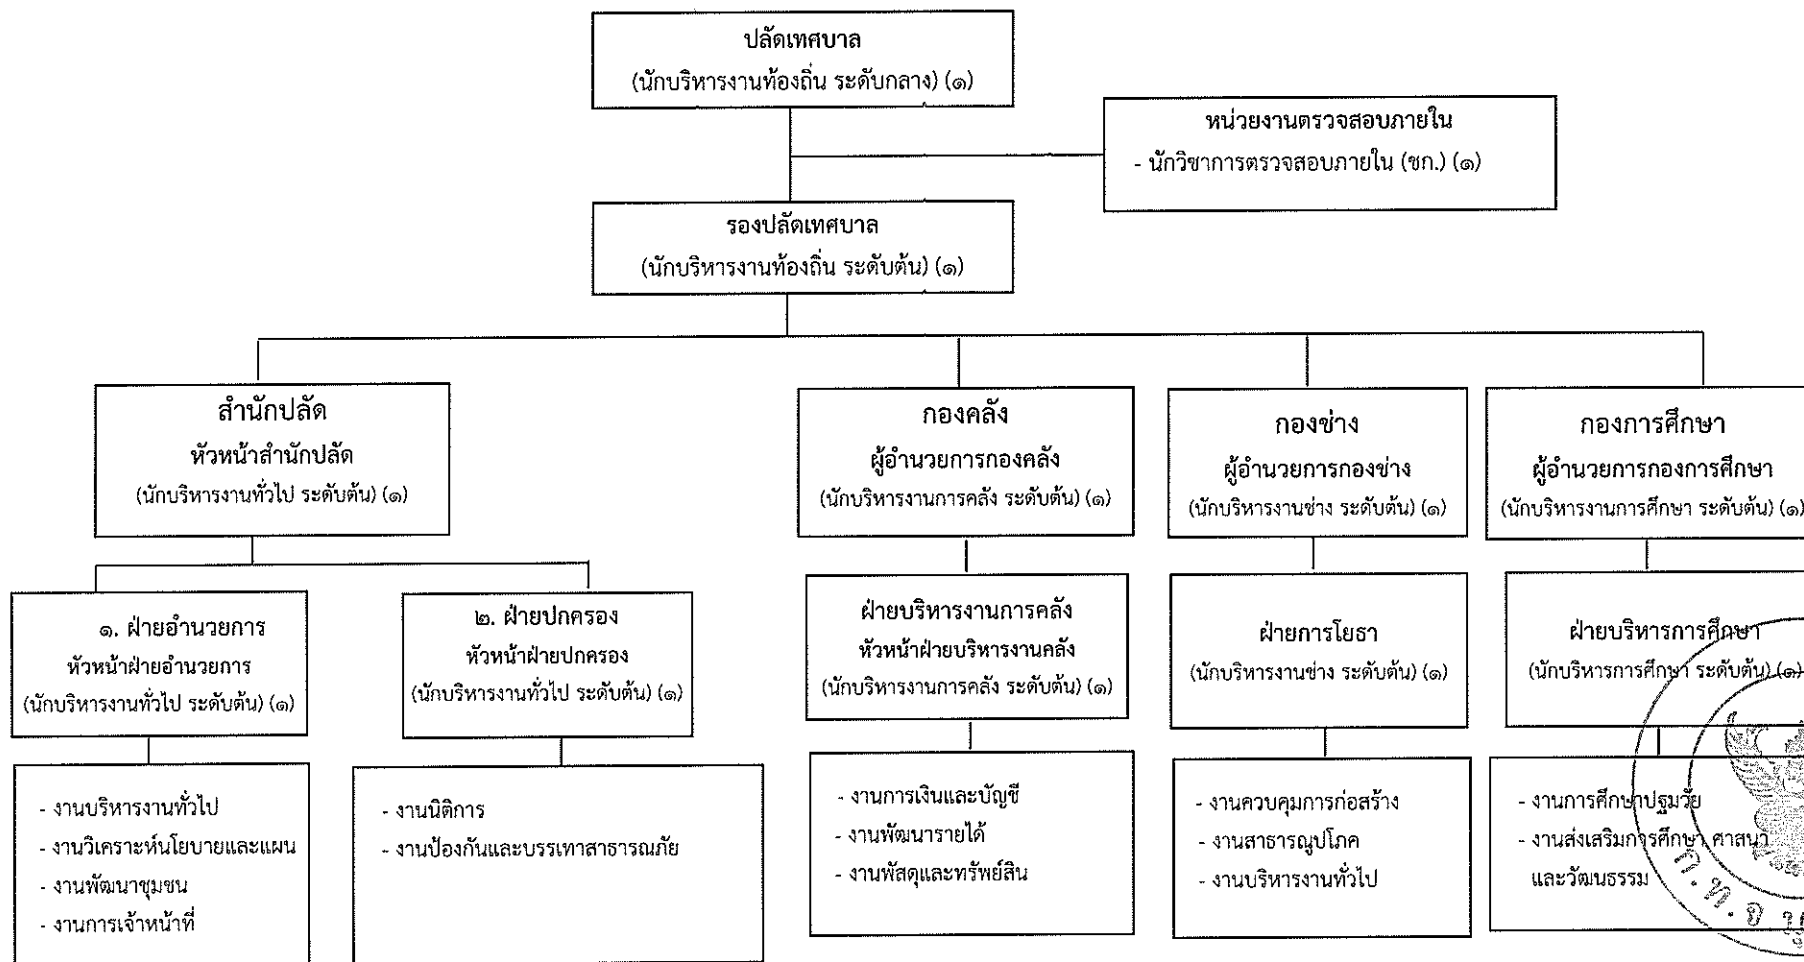 ปลัดเทศบาล
(นักบริหารงานท้องถิ่น ระดับกลาง) (๑)
หน่วยงานตรวจสอบภายใน
- นักวิชาการตรวจสอบภายใน (ชก.) (๑)
รองปลัดเทศบาล
(นักบริหารงานท้องถิ่น ระดับต้น) (๑)
สำนักปลัด
หัวหน้าสำนักปลัด
(นักบริหารงานทั่วไป ระดับต้น) (๑)
กองคลัง
ผู้อำนวยการกองคลัง
(นักบริหารงานการคลัง ระดับต้น) (๑)
กองช่าง
ผู้อำนวยการกองช่าง
(นักบริหารงานช่าง ระดับต้น) (๑)
กองการศึกษา
ผู้อำนวยการกองการศึกษา
(นักบริหารงานการศึกษา ระดับต้น) (๑)
๑. ฝ่ายอำนวยการ
หัวหน้าฝ่ายอำนวยการ
(นักบริหารงานทั่วไป ระดับต้น) (๑)
๒. ฝ่ายปกครอง
หัวหน้าฝ่ายปกครอง
(นักบริหารงานทั่วไป ระดับต้น) (๑)
ฝ่ายบริหารงานการคลัง
หัวหน้าฝ่ายบริหารงานคลัง
(นักบริหารงานการคลัง ระดับต้น) (๑)
ฝ่ายการโยธา
(นักบริหารงานช่าง ระดับต้น) (๑)
ฝ่ายบริหารการศึกษา
(นักบริหารการศึกษา ระดับต้น) (๑)
- งานบริหารงานทั่วไป
- งานวิเคราะห์นโยบายและแผน
- งานพัฒนาชุมชน
- งานการเจ้าหน้าที่
- งานนิติการ
- งานป้องกันและบรรเทาสาธารณภัย
- งานการเงินและบัญชี
- งานพัฒนารายได้
- งานพัสดุและทรัพย์สิน
- งานควบคุมการก่อสร้าง
- งานสาธารณูปโภค
- งานบริหารงานทั่วไป
- งานการศึกษาปฐมวัย
- งานส่งเสริมการศึกษา ศาสนา
และวัฒนธรรม
ก.ท.จ